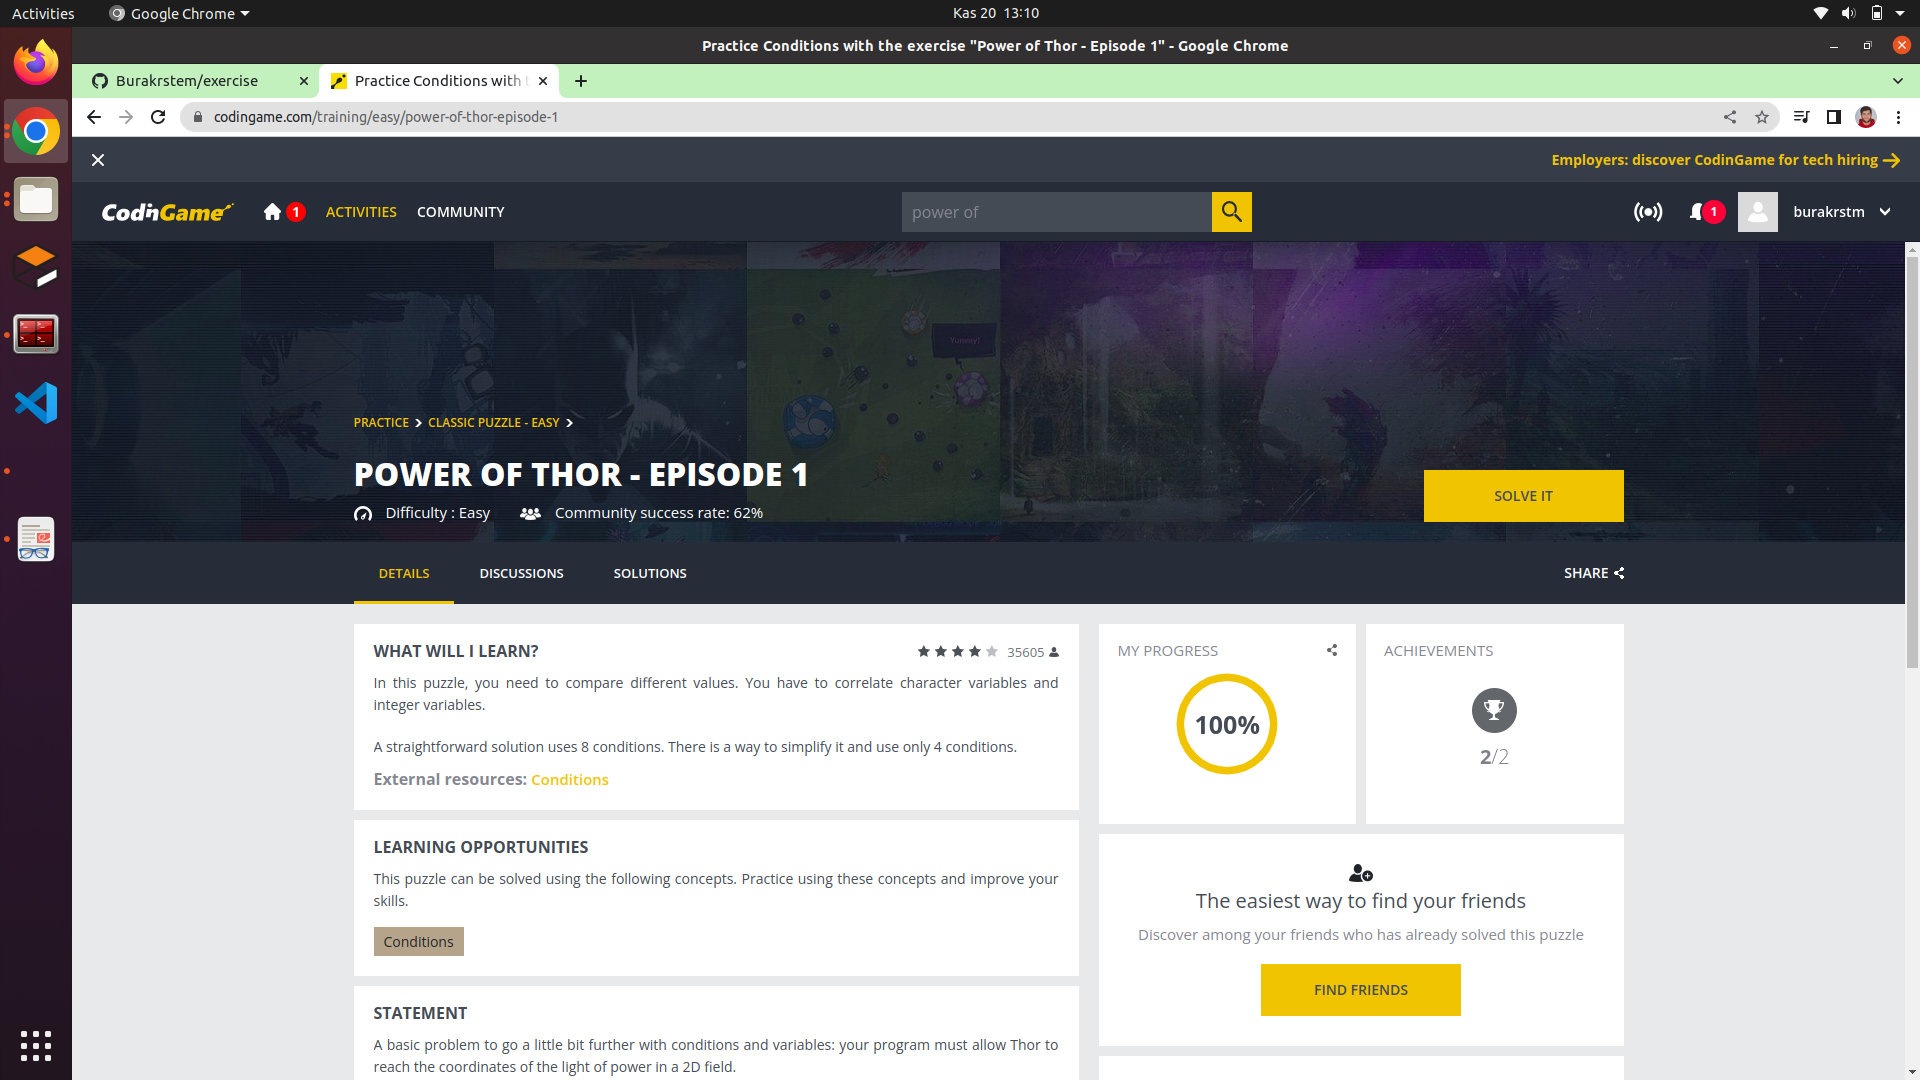 Activities
Google Chrome
Kas 20 13:10
Practice Conditions with the exercise "Power of Thor - Episode 1" - Google Chrome
Burakrstem/exercise
Practice Conditions with
codingame.com/training/easy/power-of-thor-episode-1
Employers: discover CodinGame for tech hiring
CodinGame
1
ACTIVITIES
COMMUNITY
power of
1
burakrstm
Yummy!
PRACTICE
CLASSIC PUZZLE - EASY
POWER OF THOR - EPISODE 1
Difficulty : Easy
Community success rate: 62%
SOLVE IT
DETAILS
DISCUSSIONS
SOLUTIONS
SHARE
WHAT WILL I LEARN?
35605
In this puzzle, you need to compare different values. You have to correlate character variables and
integer variables.
A straightforward solution uses 8 conditions. There is a way to simplify it and use only 4 conditions.
External resources: Conditions
MY PROGRESS
100%
ACHIEVEMENTS
2/2
LEARNING OPPORTUNITIES
This puzzle can be solved using the following concepts. Practice using these concepts and improve your
skills.
Conditions
The easiest way to find your friends
Discover among your friends who has already solved this puzzle
FIND FRIENDS
STATEMENT
A basic problem to go a little bit further with conditions and variables: your program must allow Thor to
reach the coordinates of the light of power in a 2D field.